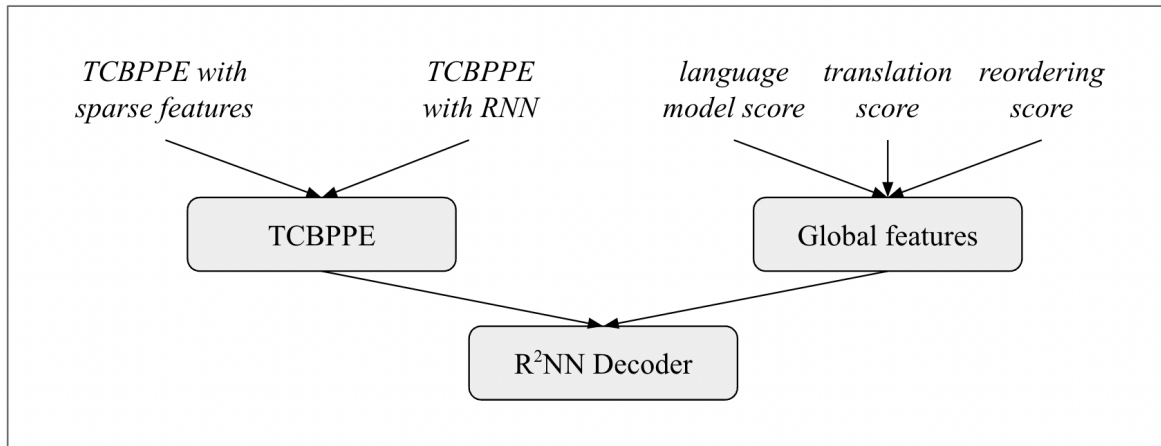 TCBPPE with
sparse features
TCBPPE
with RNN
language
model score
translation
score
reordering
score
TCBPPE
Global features
R²NN Decoder